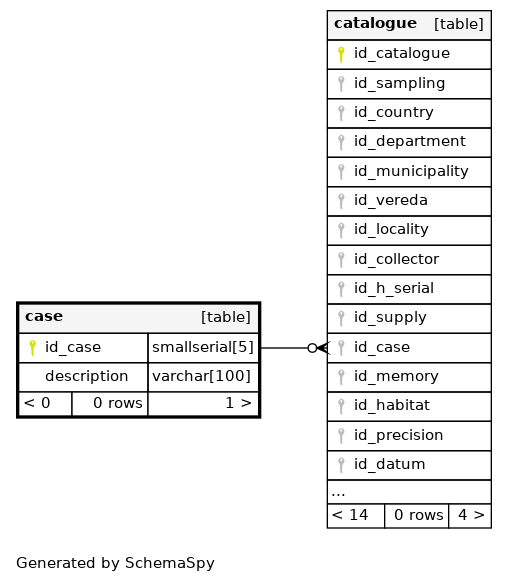 catalogue [table]
id_catalogue
id_sampling
id_country
id_department
id_municipality
id_vereda
id_locality
id_collector
id_h_serial
id_supply
id_case
id_memory
id_habitat
id_precision
id_datum
...
< 14 0 rows 4 >
case [table]
id_case smallserial[5]
description varchar[100]
< 0 0 rows 1 >
Generated by SchemaSpy